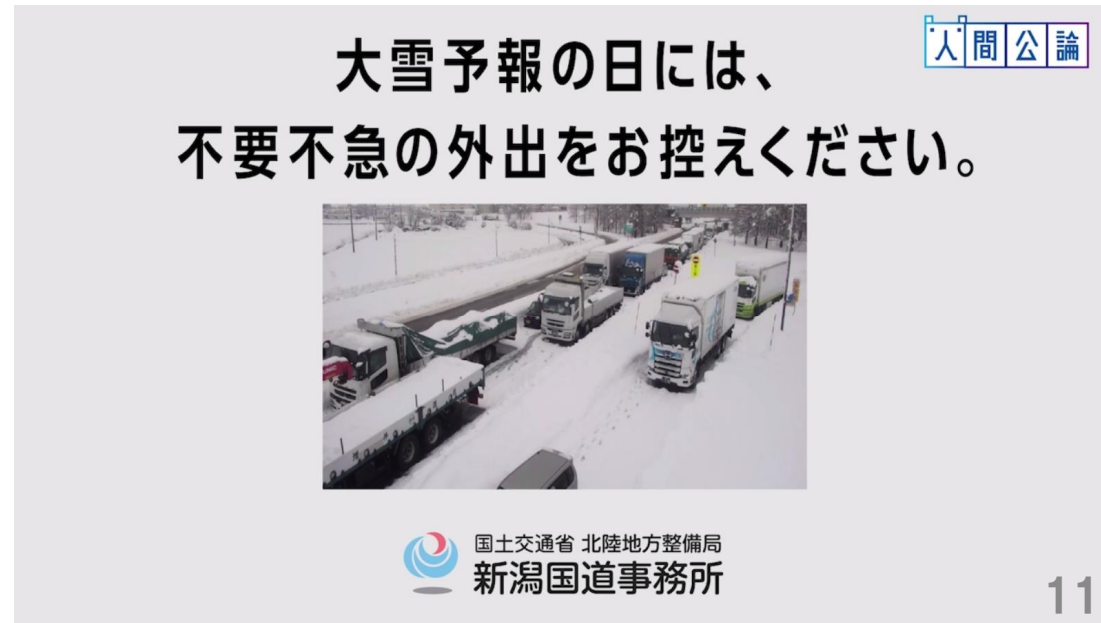 人間公論
大雪予報の日には、
不要不急の外出をお控えください。
国土交通省 北陸地方整備局
新潟国道事務所
11